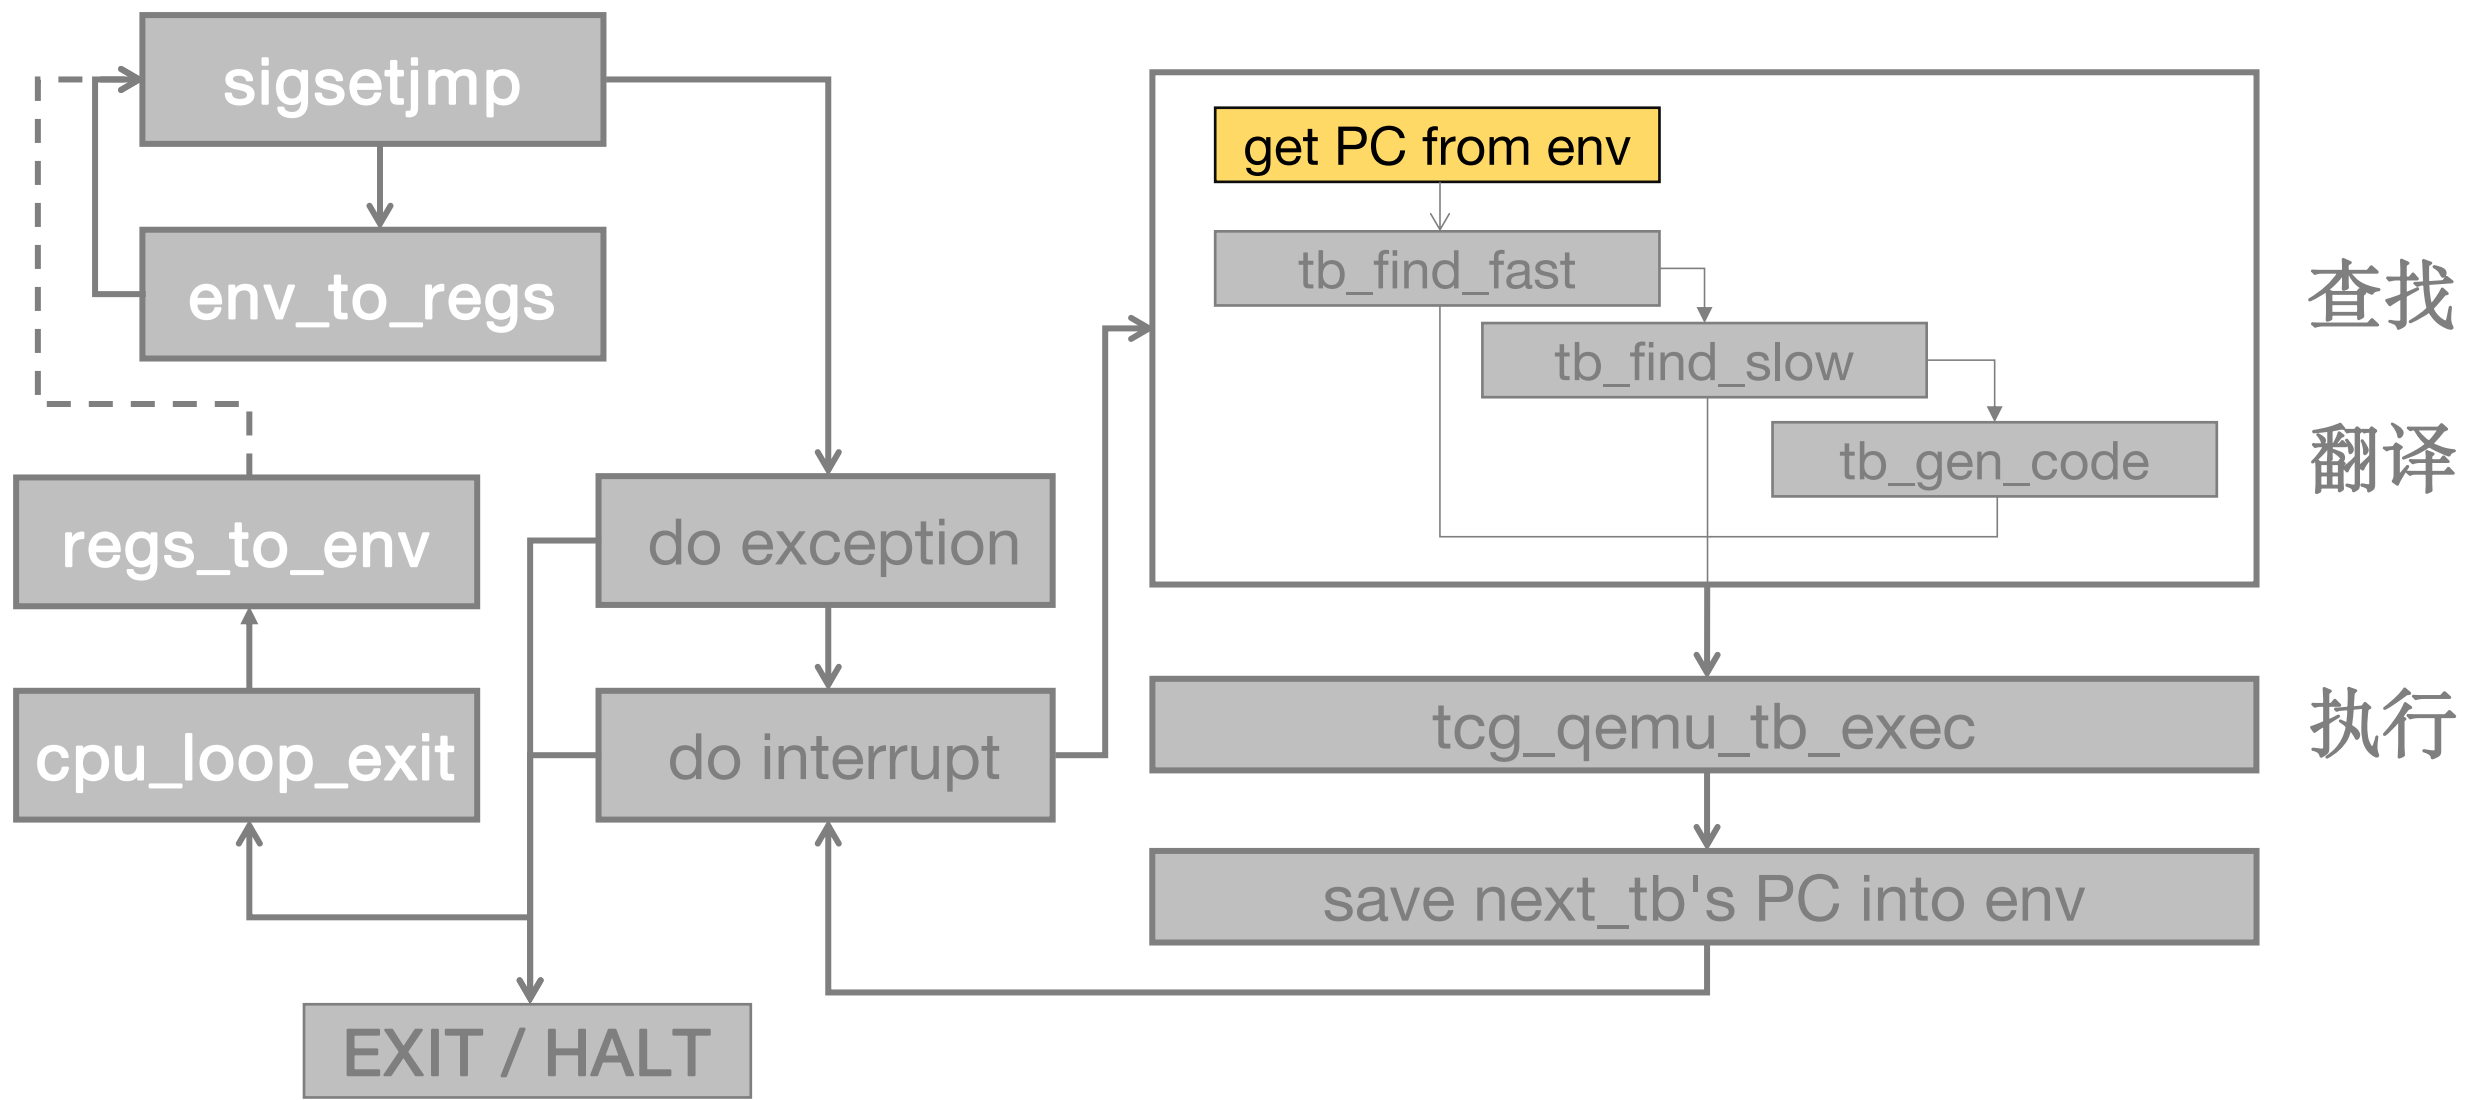 sigsetjmp
env_to_regs
regs_to_env
cpu_loop_exit
do exception
do interrupt
EXIT / HALT
get PC from env
tb_find_fast
tb_find_slow
tb_gen_code
tcg_qemu_tb_exec
save next_tb's PC into env
查找
翻译
执行